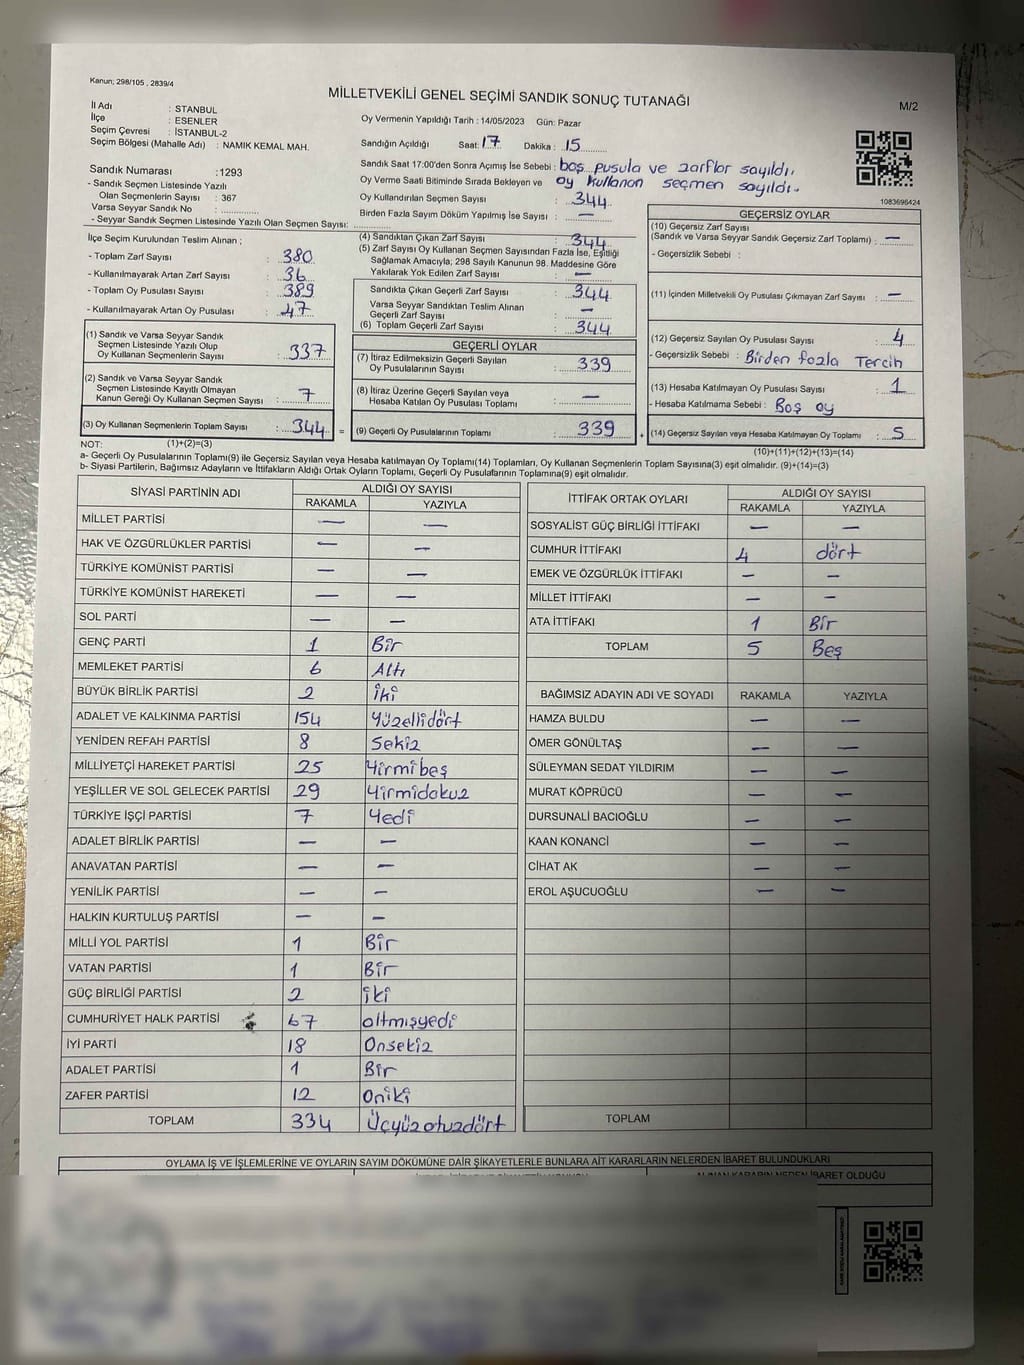 Kanun; 298/105 , 2839/4
MİLLETVEKİLİ GENEL SEÇİMİ SANDIK SONUÇ TUTANAĞI
M/2
İl Adı : STANBUL
İlçe : ESENLER
Seçim Çevresi : İSTANBUL-2
Seçim Bölgesi (Mahalle Adı) : NAMIK KEMAL MAH.
Oy Vermenin Yapıldığı Tarih : 14/05/2023 Gün: Pazar
Sandığın Açıldığı Saat: 17 Dakika : 15
Sandık Saat 17:00'den Sonra Açımış İse Sebebi : boş pusula ve zarflar sayıldı,
Oy Verme Saati Bitiminde Sırada Bekleyen ve oy kullanan seçmen sayıldı.
Oy Kullandırılan Seçmen Sayısı : 344
Birden Fazla Sayım Döküm Yapılmış İse Sayısı : —
1083696424
Sandık Numarası : 1293
- Sandık Seçmen Listesinde Yazılı
Olan Seçmenlerin Sayısı : 367
Varsa Seyyar Sandık No :
- Seyyar Sandık Seçmen Listesinde Yazılı Olan Seçmen Sayısı:
İlçe Seçim Kurulundan Teslim Alınan ;
- Toplam Zarf Sayısı : 380
- Kullanılmayarak Artan Zarf Sayısı : 36
- Toplam Oy Pusulası Sayısı : 389
- Kullanılmayarak Artan Oy Pusulası : 47
(1) Sandık ve Varsa Seyyar Sandık
Seçmen Listesinde Yazılı Olup
Oy Kullanan Seçmenlerin Sayısı : 337
(2) Sandık ve Varsa Seyyar Sandık
Seçmen Listesinde Kayıtlı Olmayan
Kanun Gereği Oy Kullanan Seçmen Sayısı : 7
(3) Oy Kullanan Seçmenlerin Toplam Sayısı : 344 =
(4) Sandıktan Çıkan Zarf Sayısı : 344
(5) Zarf Sayısı Oy Kullanan Seçmen Sayısından Fazla İse, Eşitliği
Sağlamak Amacıyla; 298 Sayılı Kanunun 98. Maddesine Göre
Yakılarak Yok Edilen Zarf Sayısı : —
Sandıkta Çıkan Geçerli Zarf Sayısı : 344
Varsa Seyyar Sandıktan Teslim Alınan
Geçerli Zarf Sayısı : —
(6) Toplam Geçerli Zarf Sayısı : 344
GEÇERLİ OYLAR
(7) İtiraz Edilmeksizin Geçerli Sayılan
Oy Pusulalarının Sayısı : 339
(8) İtiraz Üzerine Geçerli Sayılan veya
Hesaba Katılan Oy Pusulası Toplamı : —
(9) Geçerli Oy Pusulalarının Toplamı : 339 +
GEÇERSİZ OYLAR
(10) Geçersiz Zarf Sayısı
(Sandık ve Varsa Seyyar Sandık Geçersiz Zarf Toplamı) : —
- Geçersizlik Sebebi :
(11) İçinden Milletvekili Oy Pusulası Çıkmayan Zarf Sayısı : —
(12) Geçersiz Sayılan Oy Pusulası Sayısı : 4
- Geçersizlik Sebebi : Birden fazla Tercih
(13) Hesaba Katılmayan Oy Pusulası Sayısı : 1
- Hesaba Katılmama Sebebi : Boş oy
(14) Geçersiz Sayılan veya Hesaba Katılmayan Oy Toplamı : 5
NOT: (1)+(2)=(3)
(10)+(11)+(12)+(13)=(14)
a- Geçerli Oy Pusulalarının Toplamı(9) ile Geçersiz Sayılan veya Hesaba katılmayan Oy Toplamı(14) Toplamları, Oy Kullanan Seçmenlerin Toplam Sayısına(3) eşit olmalıdır. (9)+(14)=(3)
b- Siyasi Partilerin, Bağımsız Adayların ve İttifakların Aldığı Ortak Oyların Toplamı, Geçerli Oy Pusulalarının Toplamına(9) eşit olmalıdır.
SİYASİ PARTİNİN ADI ALDIĞI OY SAYISI
RAKAMLA YAZIYLA
MİLLET PARTİSİ — —
HAK VE ÖZGÜRLÜKLER PARTİSİ — —
TÜRKİYE KOMÜNİST PARTİSİ — —
TÜRKİYE KOMÜNİST HAREKETİ — —
SOL PARTİ — —
GENÇ PARTİ 1 Bir
MEMLEKET PARTİSİ 6 Altı
BÜYÜK BİRLİK PARTİSİ 2 iki
ADALET VE KALKINMA PARTİSİ 154 Yüzellidört
YENİDEN REFAH PARTİSİ 8 Sekiz
MİLLİYETÇİ HAREKET PARTİSİ 25 Yirmibeş
YEŞİLLER VE SOL GELECEK PARTİSİ 29 Yirmidokuz
TÜRKİYE İŞÇİ PARTİSİ 7 Yedi
ADALET BİRLİK PARTİSİ — —
ANAVATAN PARTİSİ — —
YENİLİK PARTİSİ — —
HALKIN KURTULUŞ PARTİSİ — —
MİLLİ YOL PARTİSİ 1 Bir
VATAN PARTİSİ 1 Bir
GÜÇ BİRLİĞİ PARTİSİ 2 iki
CUMHURİYET HALK PARTİSİ 67 altmışyedi
İYİ PARTİ 18 Onsekiz
ADALET PARTİSİ 1 Bir
ZAFER PARTİSİ 12 Oniki
TOPLAM 334 Üçyüzotuzdört
İTTİFAK ORTAK OYLARI ALDIĞI OY SAYISI
RAKAMLA YAZIYLA
SOSYALİST GÜÇ BİRLİĞİ İTTİFAKI — —
CUMHUR İTTİFAKI 4 dört
EMEK VE ÖZGÜRLÜK İTTİFAKI — —
MİLLET İTTİFAKI — —
ATA İTTİFAKI 1 Bir
TOPLAM 5 Beş
BAĞIMSIZ ADAYIN ADI VE SOYADI RAKAMLA YAZIYLA
HAMZA BULDU — —
ÖMER GÖNÜLTAŞ — —
SÜLEYMAN SEDAT YILDIRIM — —
MURAT KÖPRÜCÜ — —
DURSUNALİ BACIOĞLU — —
KAAN KONANCİ — —
CİHAT AK — —
EROL AŞUCUOĞLU — —
TOPLAM
OYLAMA İŞ VE İŞLEMLERİNE VE OYLARIN SAYIM DÖKÜMÜNE DAİR ŞİKAYETLERLE BUNLARA AİT KARARLARIN NELERDEN İBARET BULUNDUKLARI
ALINAN KARARIN NEDEN İBARET OLDUĞU